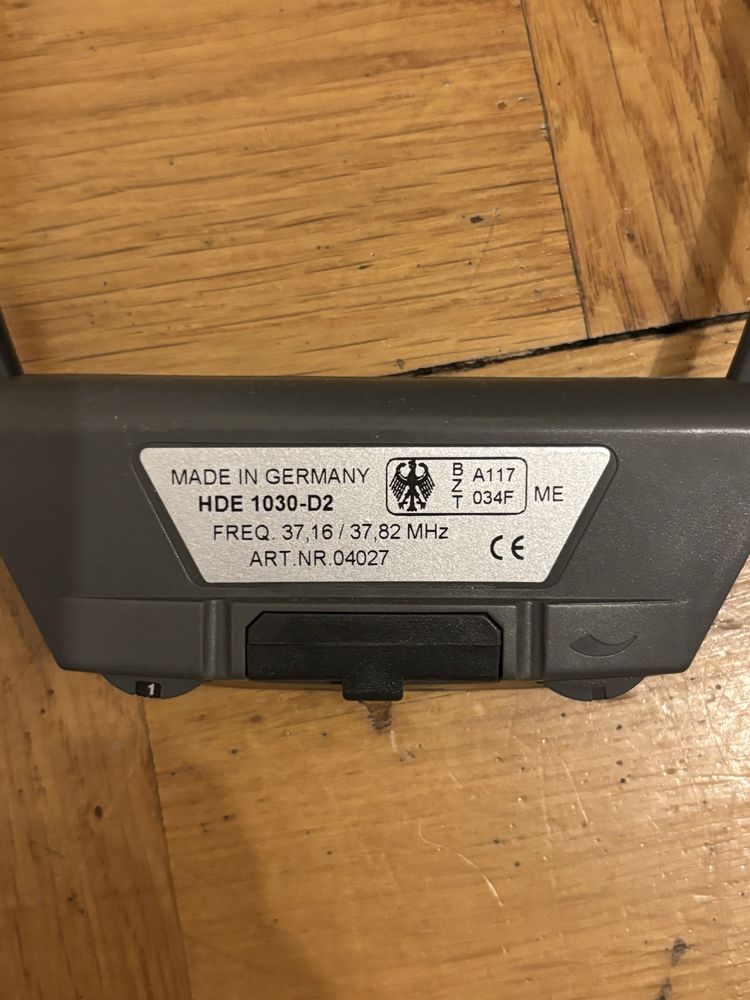 MADE IN GERMANY
HDE 1030-D2
BZT A117
034F
ME
FREQ. 37,16 / 37,82 MHz
ART.NR.04027
CE
1